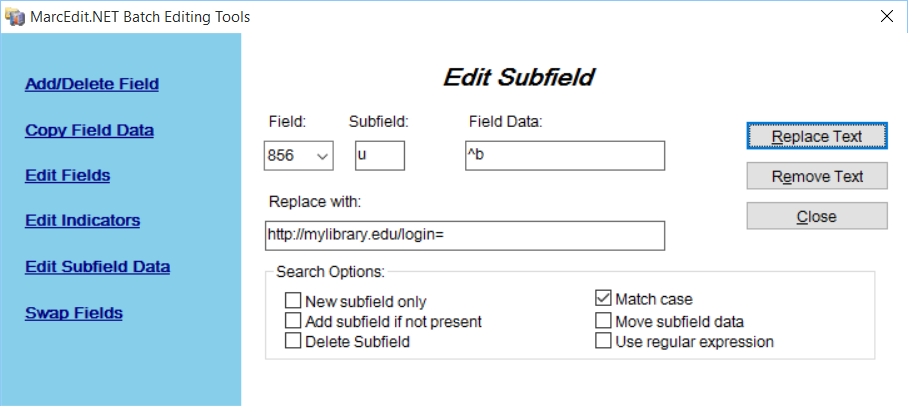 MarcEdit.NET Batch Editing Tools
Add/Delete Field
Copy Field Data
Edit Fields
Edit Indicators
Edit Subfield Data
Swap Fields
Edit Subfield
Field: Subfield: Field Data:
856 u ^b
Replace with:
http://mylibrary.edu/login=
Search Options:
New subfield only
Add subfield if not present
Delete Subfield
Match case
Move subfield data
Use regular expression
Replace Text
Remove Text
Close